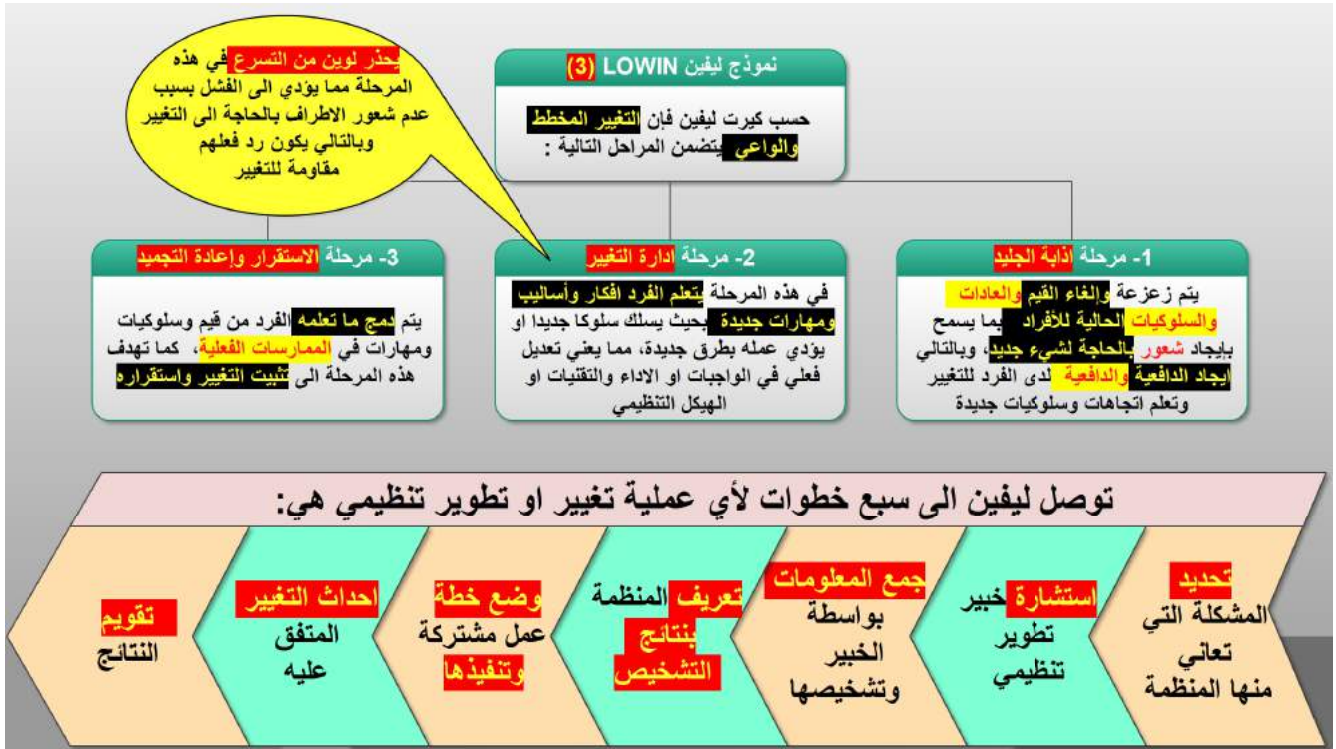 يحذر لوين من التسرع في هذه
المرحلة مما يؤدي الى الفشل بسبب
عدم شعور الاطراف بالحاجة الى التغيير
وبالتالي يكون رد فعلهم
مقاومة للتغيير
نموذج ليفين LOWIN (3)
حسب كيرت ليفين فإن التغيير المخطط
والواعي يتضمن المراحل التالية :
1- مرحلة اذابة الجليد
يتم زعزعة وإلغاء القيم والعادات
والسلوكيات الحالية للأفراد بما يسمح
بإيجاد شعور بالحاجة لشيء جديد، وبالتالي
ايجاد الدافعية والدافعية لدى الفرد للتغيير
وتعلم اتجاهات وسلوكيات جديدة
2- مرحلة ادارة التغيير
في هذه المرحلة يتعلم الفرد افكار وأساليب
ومهارات جديدة بحيث يسلك سلوكا جديدا او
يؤدي عمله بطرق جديدة، مما يعني تعديل
فعلي في الواجبات او الاداء والتقنيات او
الهيكل التنظيمي
3- مرحلة الاستقرار وإعادة التجميد
يتم دمج ما تعلمه الفرد من قيم وسلوكيات
ومهارات في الممارسات الفعلية، كما تهدف
هذه المرحلة الى تثبيت التغيير واستقراره
توصل ليفين الى سبع خطوات لأي عملية تغيير او تطوير تنظيمي هي:
تحديد
المشكلة التي
تعاني
منها المنظمة
استشارة خبير
تطوير
تنظيمي
جمع المعلومات
بواسطة
الخبير
وتشخيصها
تعريف المنظمة
بنتائج
التشخيص
وضع خطة
عمل مشتركة
وتنفيذها
احداث التغيير
المتفق
عليه
تقويم
النتائج